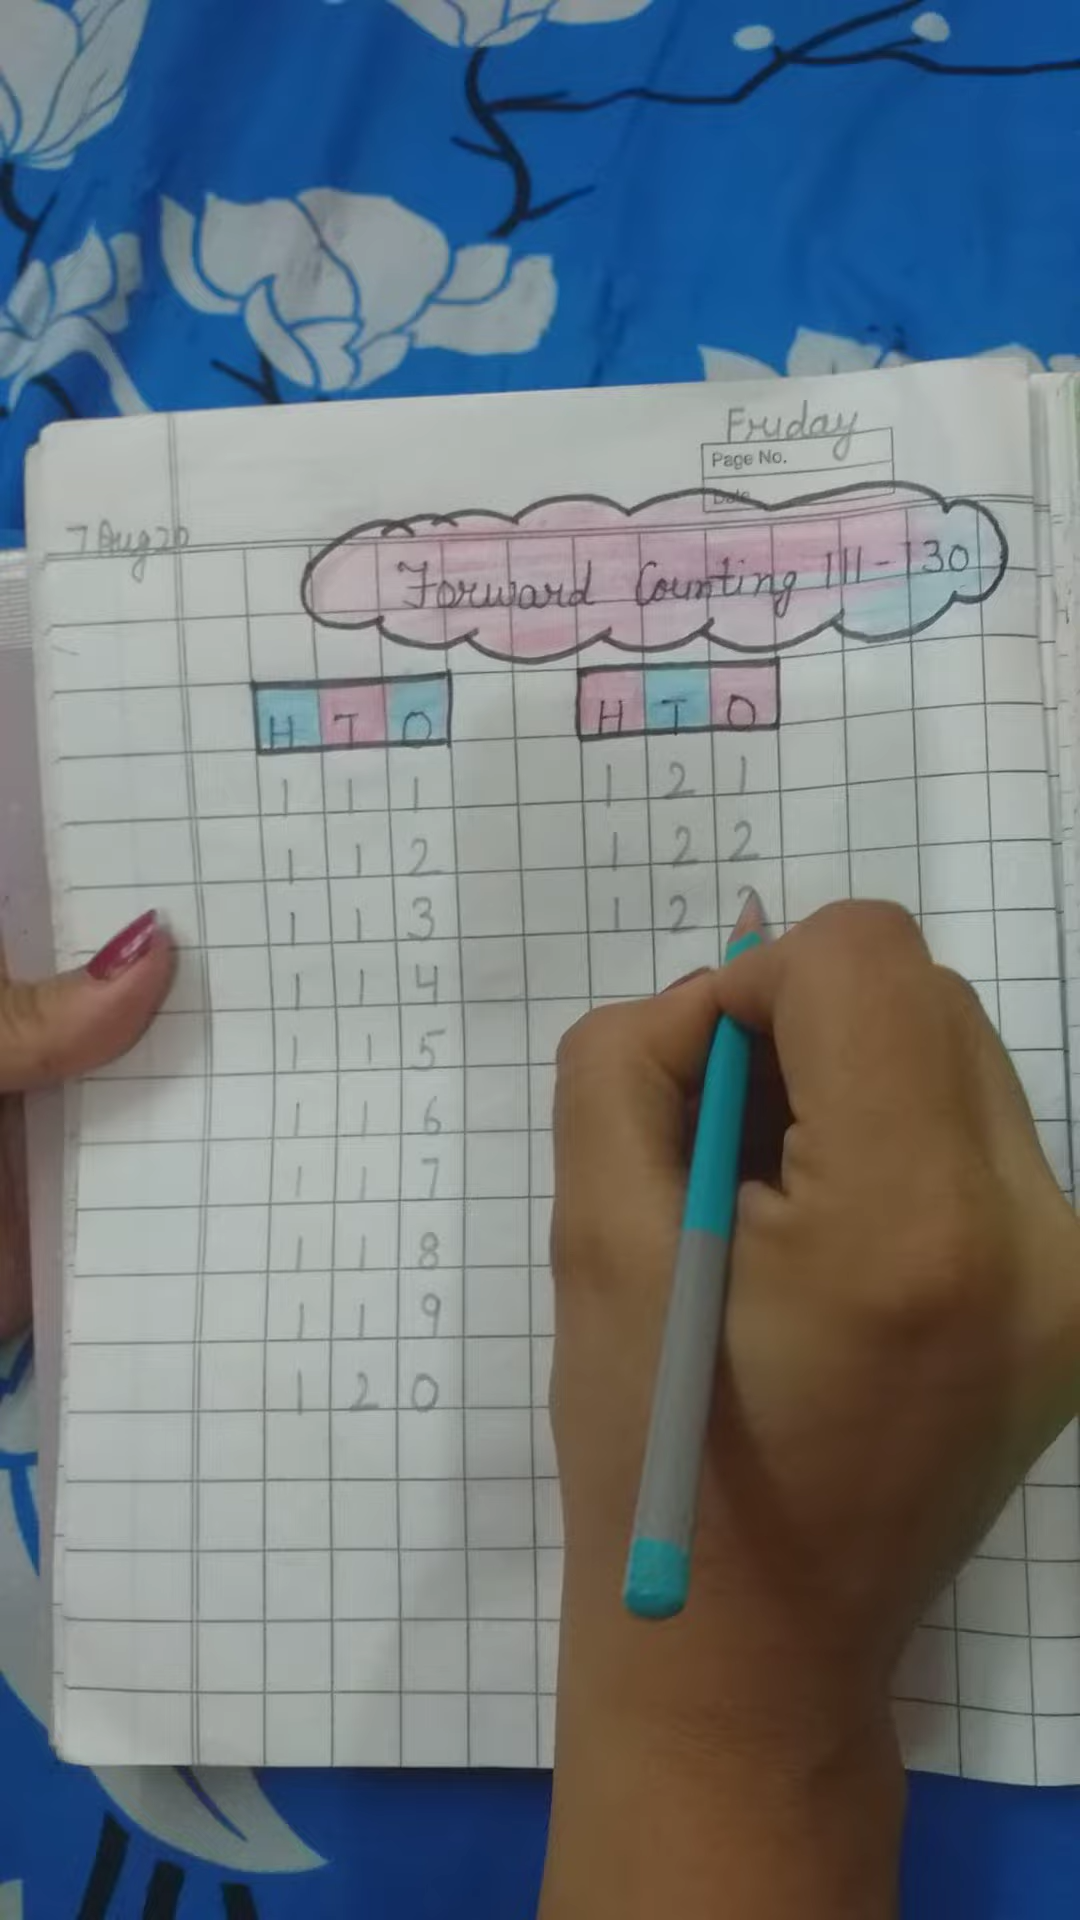 Friday
Page No.
Date
7 Aug 20
Forward Counting 111-130
H T O
1 1 1
1 1 2
1 1 3
1 1 4
1 1 5
1 1 6
1 1 7
1 1 8
1 1 9
1 2 0
H T O
1 2 1
1 2 2
1 2